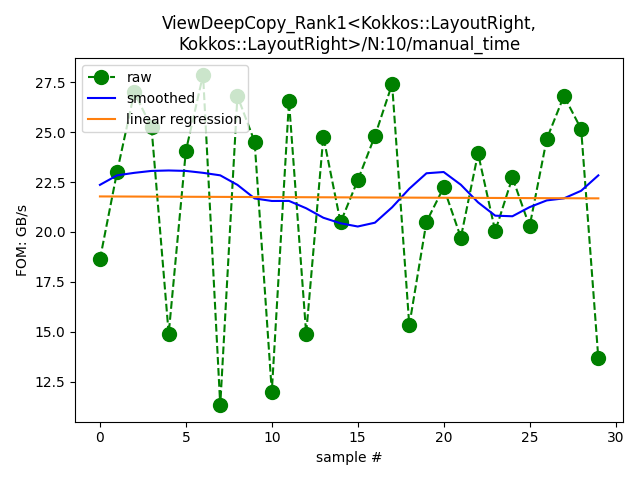 ViewDeepCopy_Rank1<Kokkos::LayoutRight,
Kokkos::LayoutRight>/N:10/manual_time
raw
smoothed
linear regression
FOM: GB/s
27.5
25.0
22.5
20.0
17.5
15.0
12.5
0
5
10
15
20
25
30
sample #